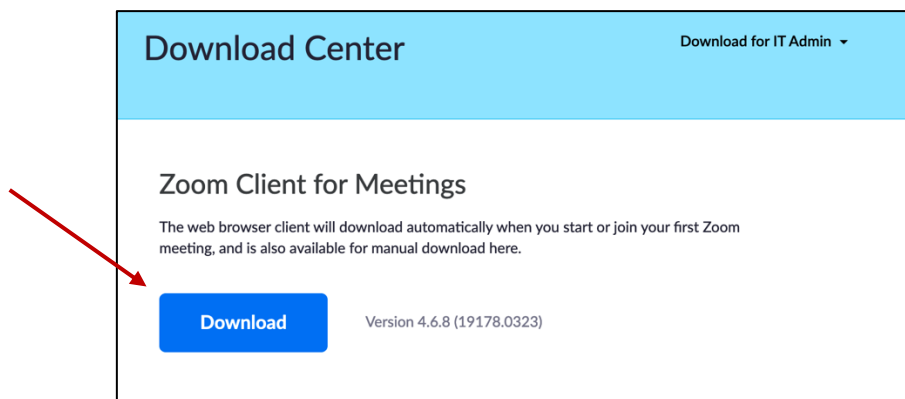 Download Center
Download for IT Admin
Zoom Client for Meetings
The web browser client will download automatically when you start or join your first Zoom
meeting, and is also available for manual download here.
Download
Version 4.6.8 (19178.0323)